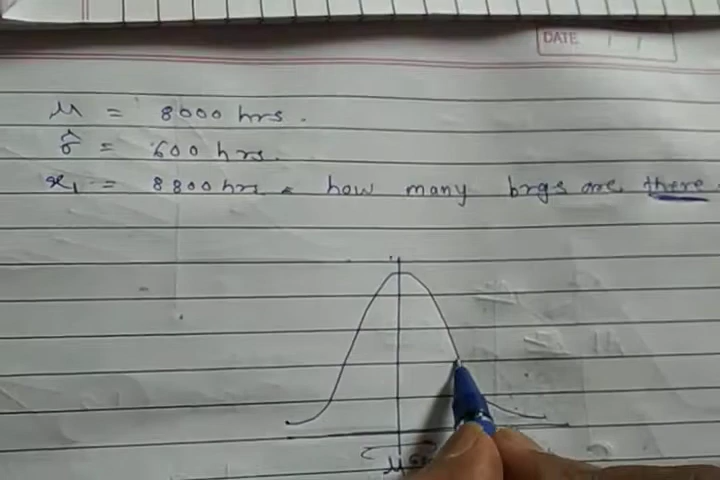 DATE / /
μ = 8000 hrs.
σ̂ = 600 hrs.
x₁ = 8800 hrs. how many brgs are there
μ